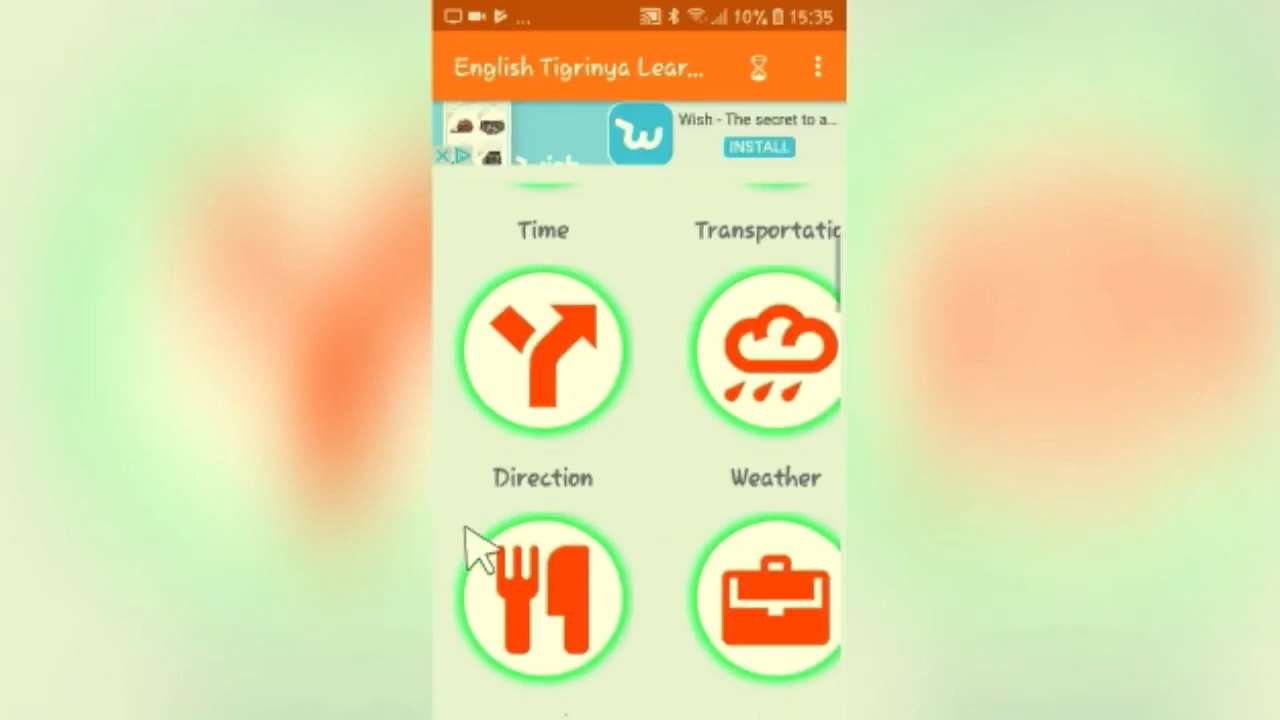 ... 10% 15:35
English Tigrinya Lear...
Wish - The secret to a...
INSTALL
Time
Transportatio
Direction
Weather